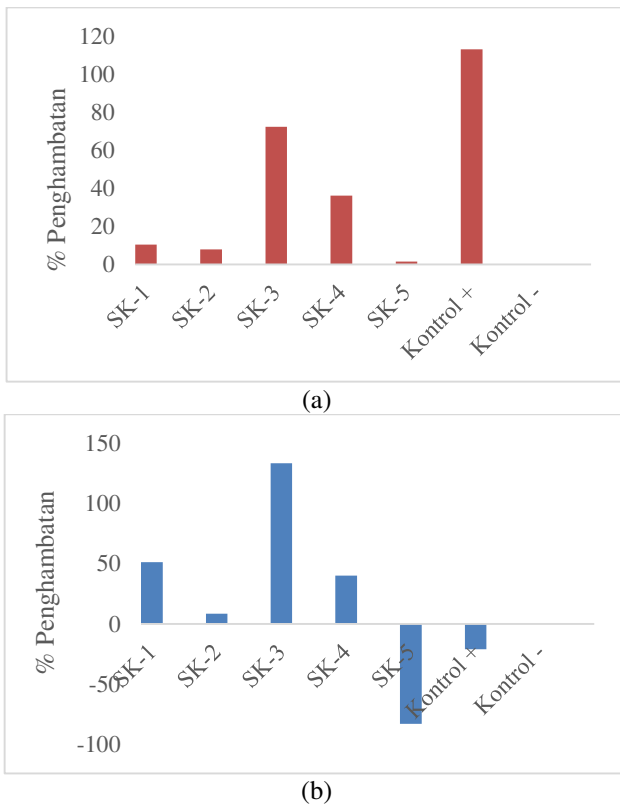 % Penghambatan
120
100
80
60
40
20
0
SK-1
SK-2
SK-3
SK-4
SK-5
Kontrol +
Kontrol -
(a)
% Penghambatan
150
100
50
0
-50
-100
SK-1
SK-2
SK-3
SK-4
SK-5
Kontrol +
Kontrol -
(b)